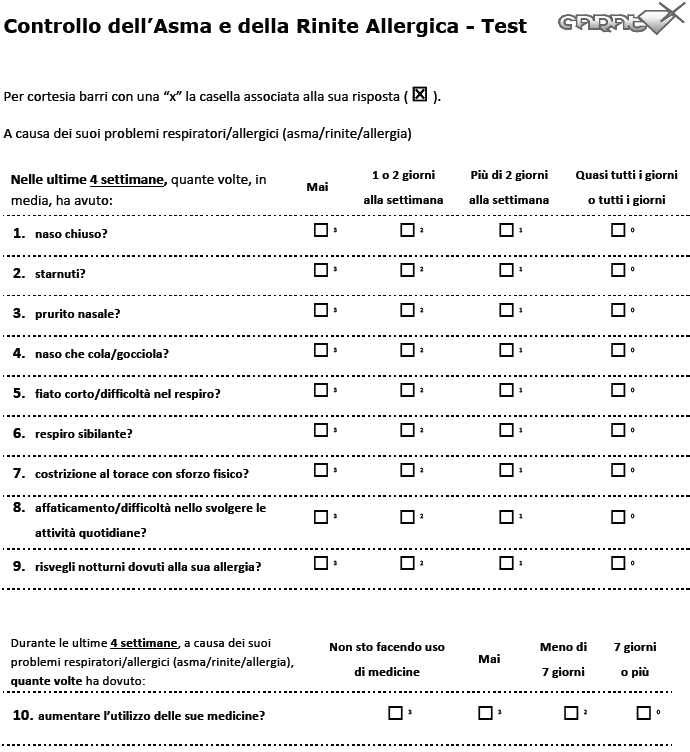 Controllo dell'Asma e della Rinite Allergica - Test
CARAT
Per cortesia barri con una "x" la casella associata alla sua risposta ( ☒ ).
A causa dei suoi problemi respiratori/allergici (asma/rinite/allergia)
Nelle ultime 4 settimane, quante volte, in media, ha avuto:
Mai
1 o 2 giorni alla settimana
Più di 2 giorni alla settimana
Quasi tutti i giorni o tutti i giorni
1. naso chiuso? ☐ 3 ☐ 2 ☐ 1 ☐ 0
2. starnuti? ☐ 3 ☐ 2 ☐ 1 ☐ 0
3. prurito nasale? ☐ 3 ☐ 2 ☐ 1 ☐ 0
4. naso che cola/gocciola? ☐ 3 ☐ 2 ☐ 1 ☐ 0
5. fiato corto/difficoltà nel respiro? ☐ 3 ☐ 2 ☐ 1 ☐ 0
6. respiro sibilante? ☐ 3 ☐ 2 ☐ 1 ☐ 0
7. costrizione al torace con sforzo fisico? ☐ 3 ☐ 2 ☐ 1 ☐ 0
8. affaticamento/difficoltà nello svolgere le
attività quotidiane? ☐ 3 ☐ 2 ☐ 1 ☐ 0
9. risvegli notturni dovuti alla sua allergia? ☐ 3 ☐ 2 ☐ 1 ☐ 0
Durante le ultime 4 settimane, a causa dei suoi
problemi respiratori/allergici (asma/rinite/allergia),
quante volte ha dovuto:
Non sto facendo uso di medicine
Mai
Meno di 7 giorni
7 giorni o più
10. aumentare l'utilizzo delle sue medicine? ☐ 3 ☐ 3 ☐ 2 ☐ 0